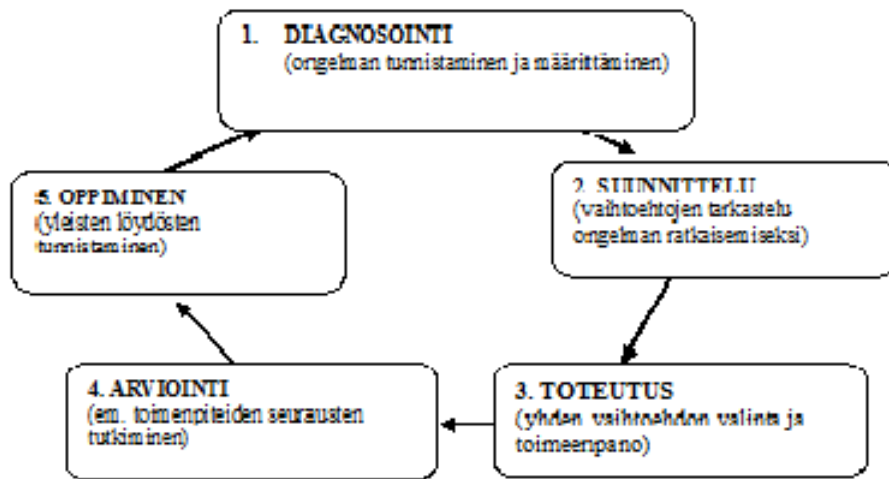 1. DIAGNOSOINTI
(ongelman tunnistaminen ja määrittäminen)
2. SUUNNITTELU
(vaihtoehtojen tarkastelu
ongelman ratkaisemiseksi)
3. TOTEUTUS
(yhden vaihtoehdon valinta ja
toimeenpano)
4. ARVIOINTI
(em. toimenpiteiden seurausten
tutkiminen)
5. OPPIMINEN
(yleisten löydösten
tunnistaminen)